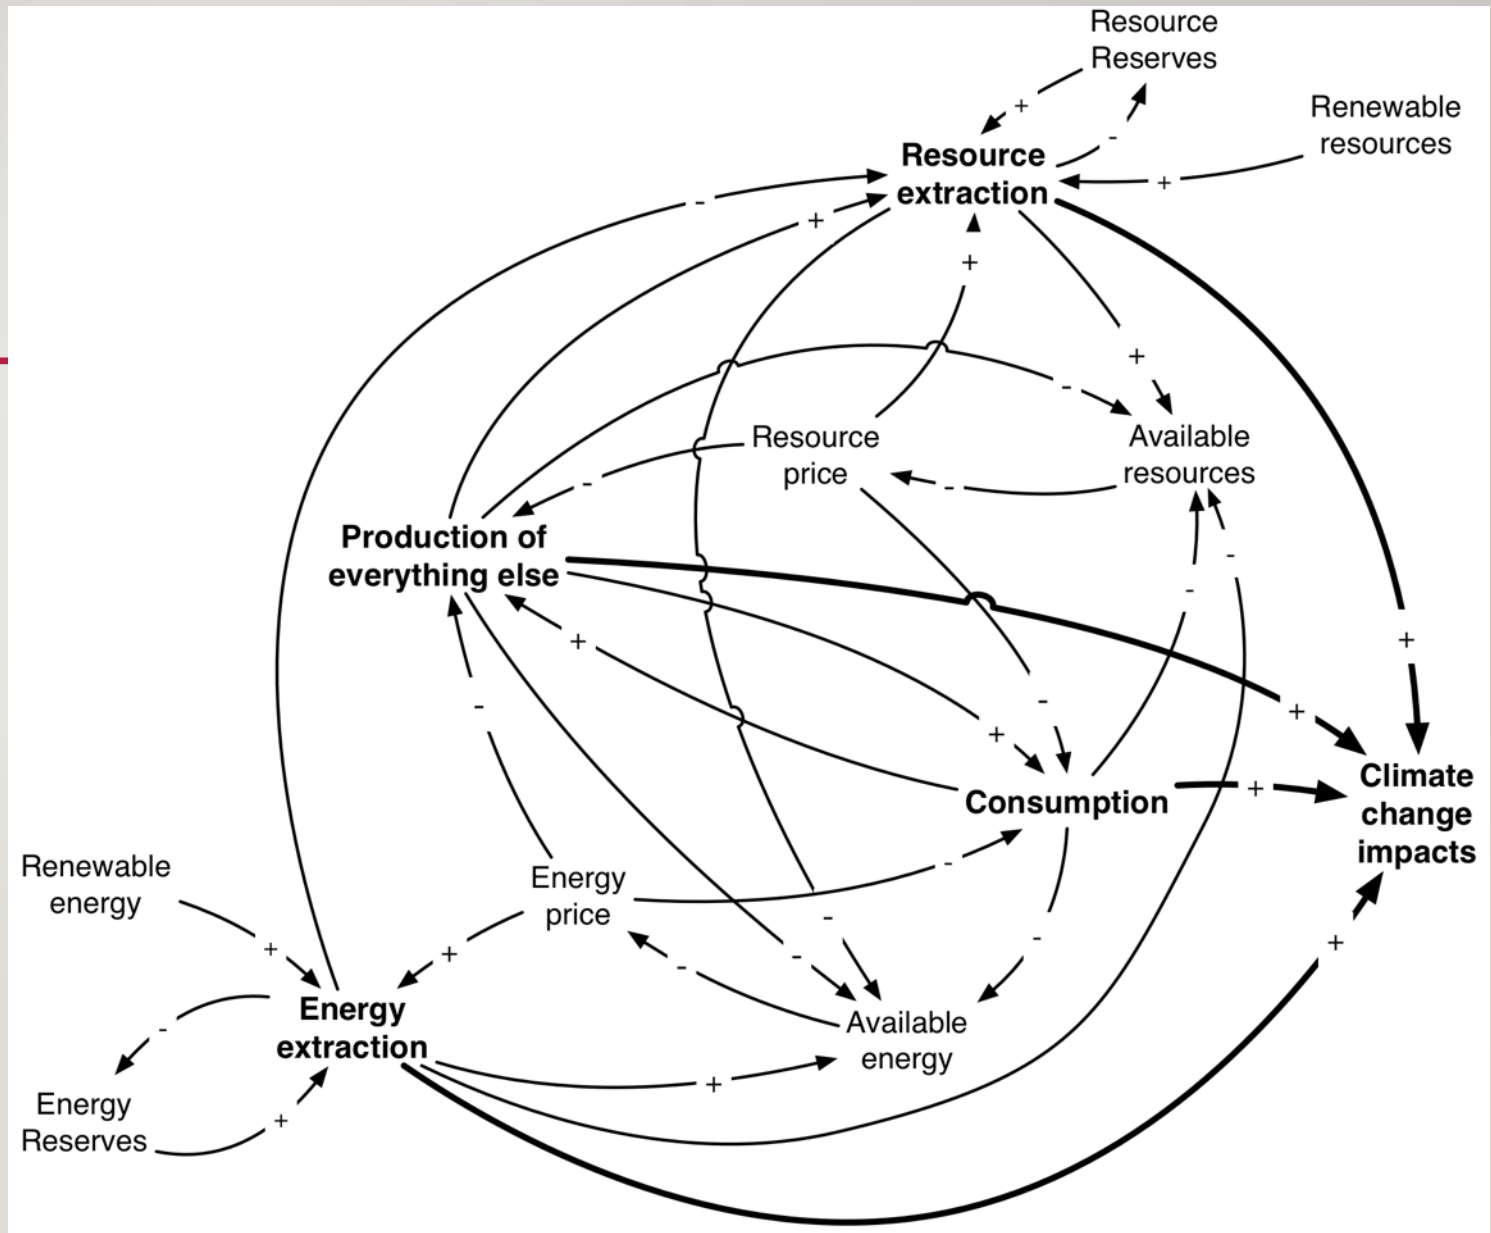 Resource
Reserves
+
-
Renewable
resources
+
Resource
extraction
-
+
+
+
-
Resource
price
-
Available
resources
-
-
-
Production of
everything else
+
-
+
-
+
+
+
Climate
change
impacts
Consumption
+
Renewable
energy
+
Energy
price
-
+
-
-
-
-
+
Energy
extraction
-
Available
energy
+
Energy
Reserves
+